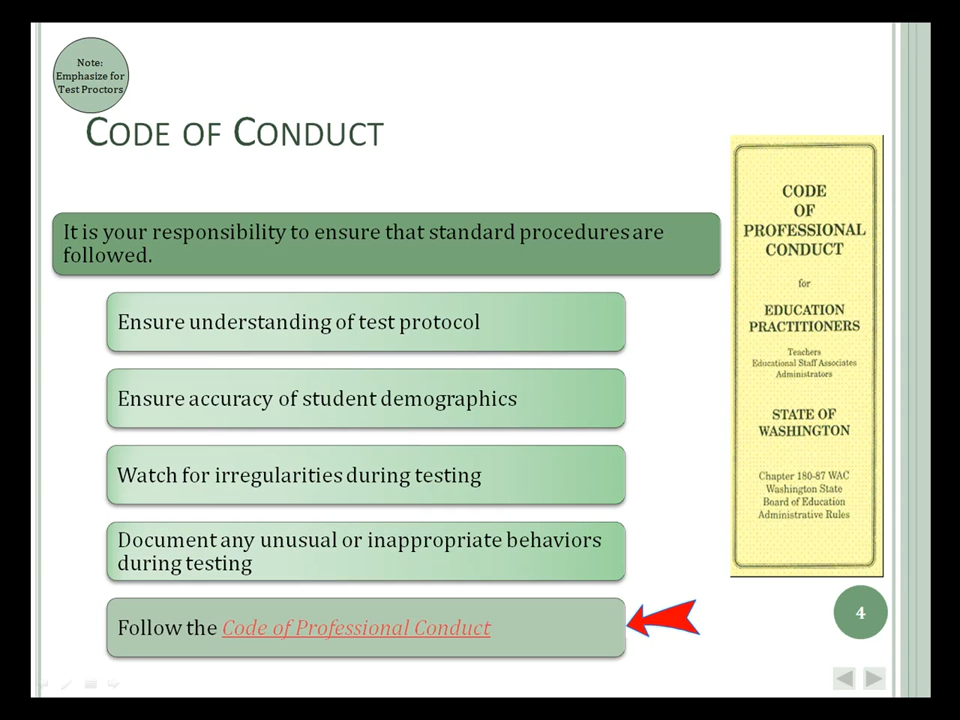 Note:
Emphasize for
Test Proctors
CODE OF CONDUCT
It is your responsibility to ensure that standard procedures are
followed.
Ensure understanding of test protocol
Ensure accuracy of student demographics
Watch for irregularities during testing
Document any unusual or inappropriate behaviors
during testing
Follow the Code of Professional Conduct
CODE
OF
PROFESSIONAL
CONDUCT
for
EDUCATION
PRACTITIONERS
Teachers
Educational Staff Associates
Administrators
STATE OF
WASHINGTON
Chapter 180-87 WAC
Washington State
Board of Education
Administrative Rules
4